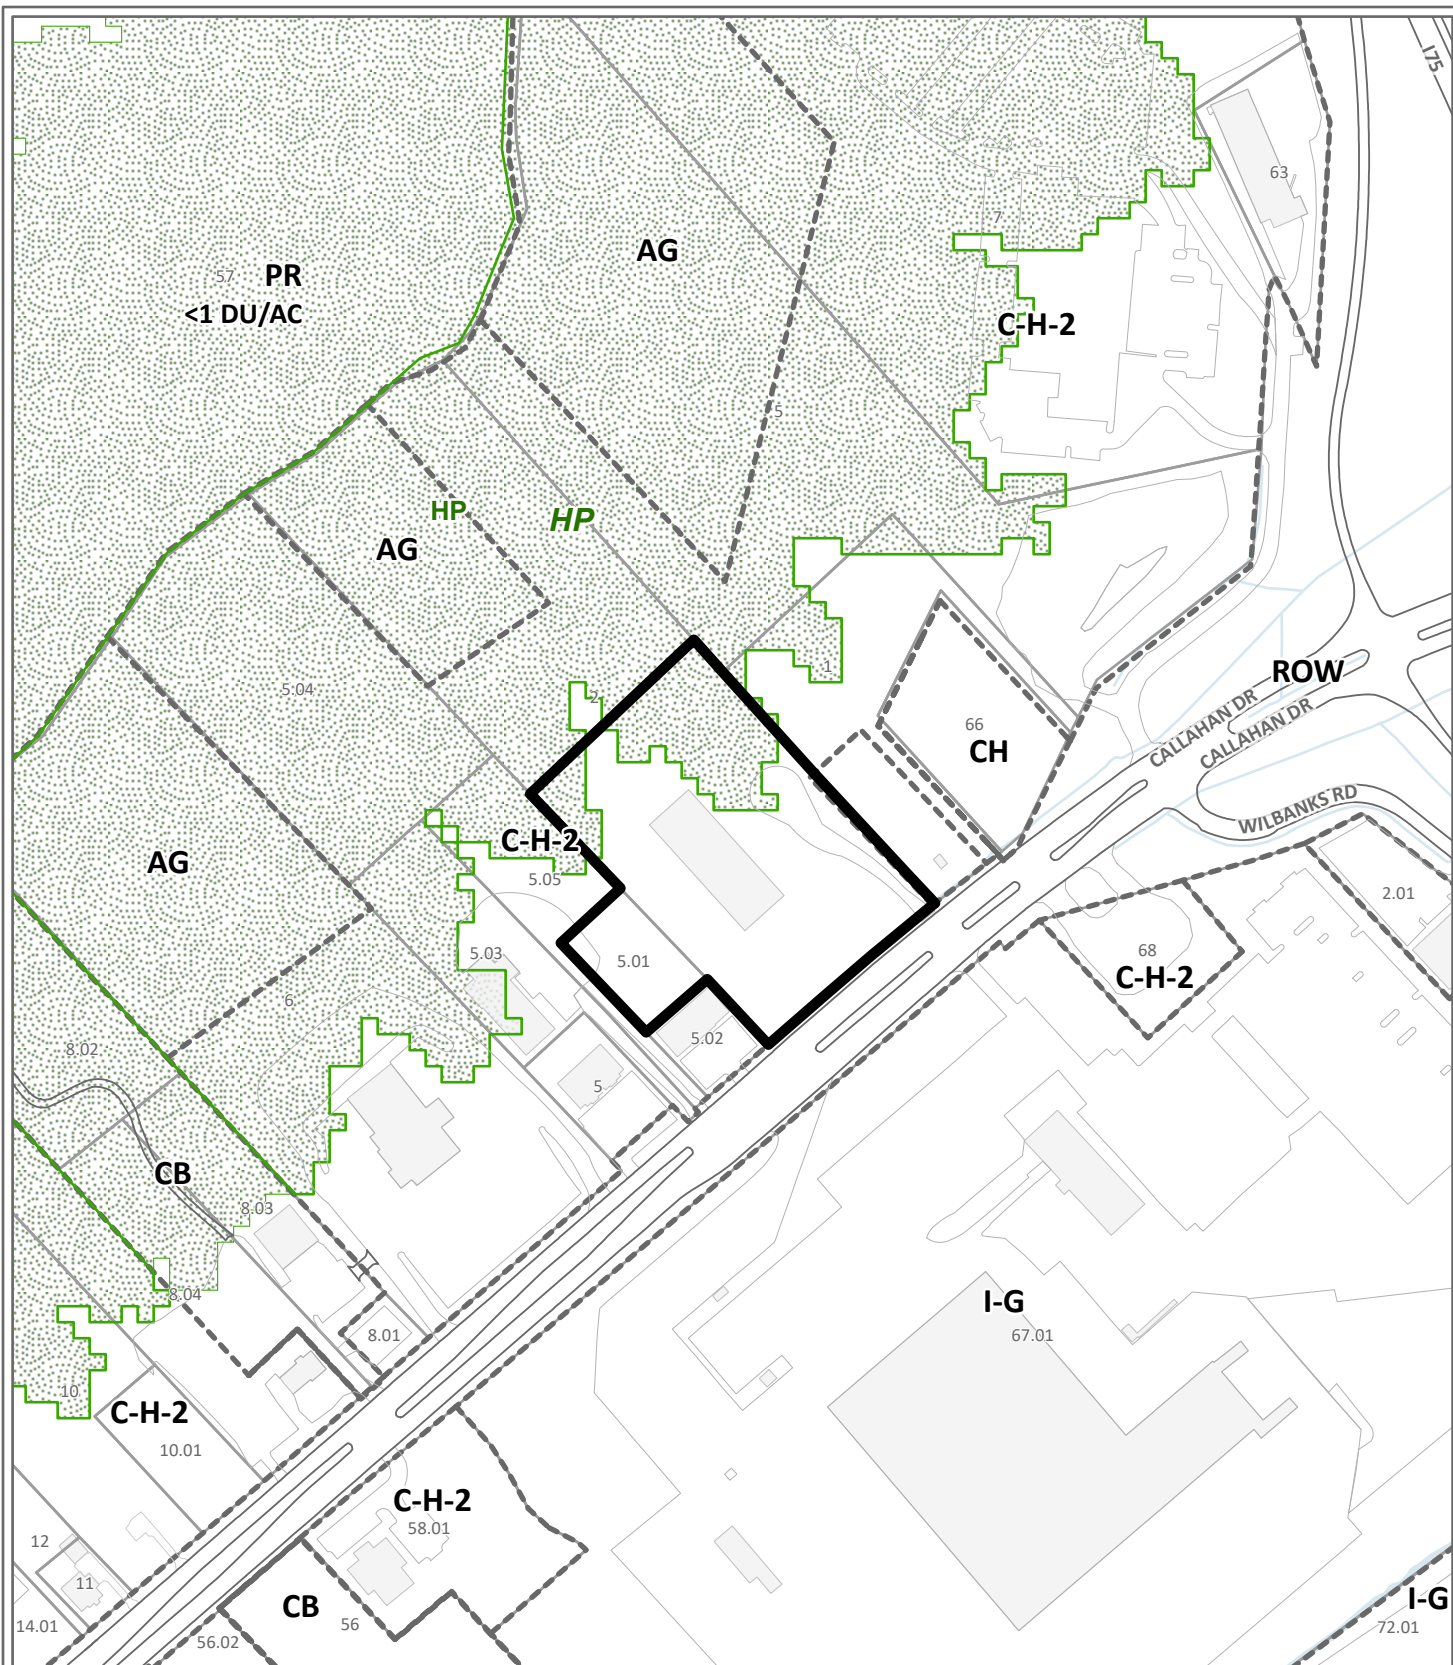 I75
63
7
AG
57
PR
<1 DU/AC
C-H-2
5
HP
HP
AG
1
ROW
CALLAHAN DR
CALLAHAN DR
5.04
2
66
CH
WILBANKS RD
C-H-2
AG
5.05
2.01
5.03
5.01
68
C-H-2
6
5.02
8.02
5
CB
8.03
8.04
I-G
67.01
8.01
10
C-H-2
10.01
C-H-2
58.01
12
11
CB
56
I-G
72.01
14.01
56.02